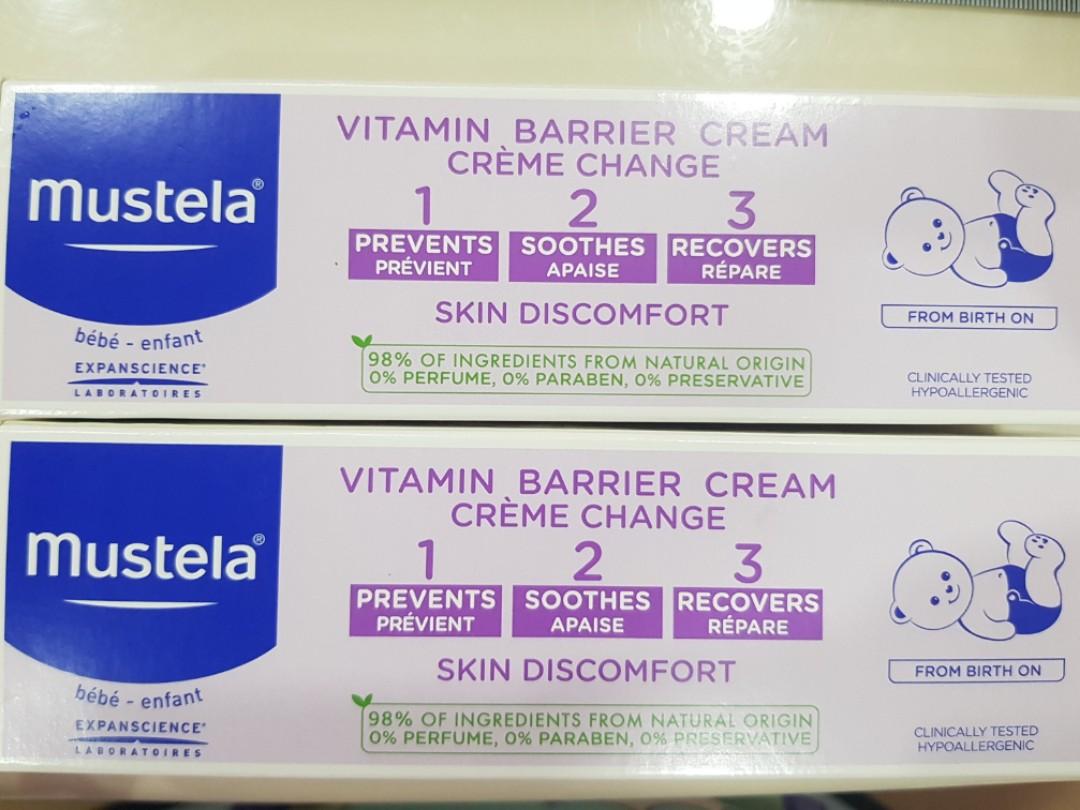 mustela®
bébé - enfant
EXPANSCIENCE®
LABORATOIRES
VITAMIN BARRIER CREAM
CRÈME CHANGE
1 2 3
PREVENTS SOOTHES RECOVERS
PRÉVIENT APAISE RÉPARE
SKIN DISCOMFORT
98% OF INGREDIENTS FROM NATURAL ORIGIN
0% PERFUME, 0% PARABEN, 0% PRESERVATIVE
FROM BIRTH ON
CLINICALLY TESTED
HYPOALLERGENIC
mustela®
bébé - enfant
EXPANSCIENCE®
LABORATOIRES
VITAMIN BARRIER CREAM
CRÈME CHANGE
1 2 3
PREVENTS SOOTHES RECOVERS
PRÉVIENT APAISE RÉPARE
SKIN DISCOMFORT
98% OF INGREDIENTS FROM NATURAL ORIGIN
0% PERFUME, 0% PARABEN, 0% PRESERVATIVE
FROM BIRTH ON
CLINICALLY TESTED
HYPOALLERGENIC